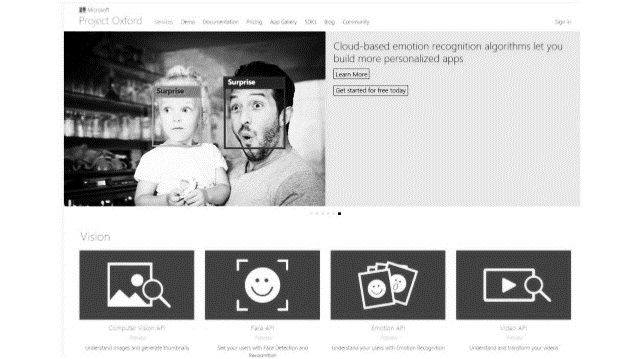 Microsoft
Project Oxford
Services Demo Documentation Pricing App Gallery SDKs Blog Community
Sign in
Surprise
Surprise
Cloud-based emotion recognition algorithms let you
build more personalized apps
Learn More
Get started for free today
Vision
Computer Vision API
Preview
Understand images and generate thumbnails
Face API
Preview
See your users with Face Detection and
Recognition
Emotion API
Preview
Understand your users with Emotion Recognition
Video API
Preview
Understand and transform your videos